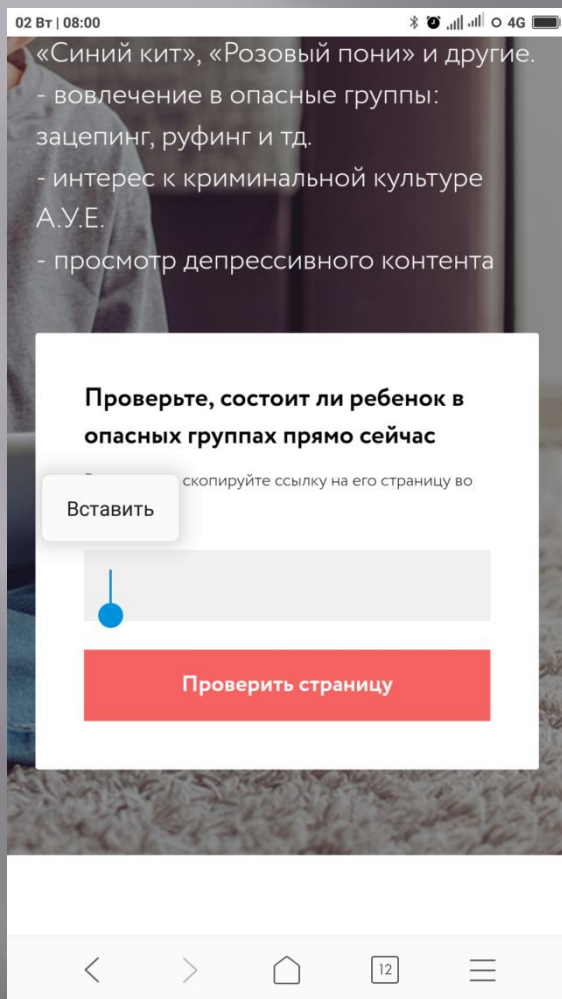 02 Вт | 08:00
4G
«Синий кит», «Розовый пони» и другие.
- вовлечение в опасные группы:
зацепинг, руфинг и тд.
- интерес к криминальной культуре
А.У.Е.
- просмотр депрессивного контента
Проверьте, состоит ли ребенок в
опасных группах прямо сейчас
скопируйте ссылку на его страницу во
Вставить
Проверить страницу
12